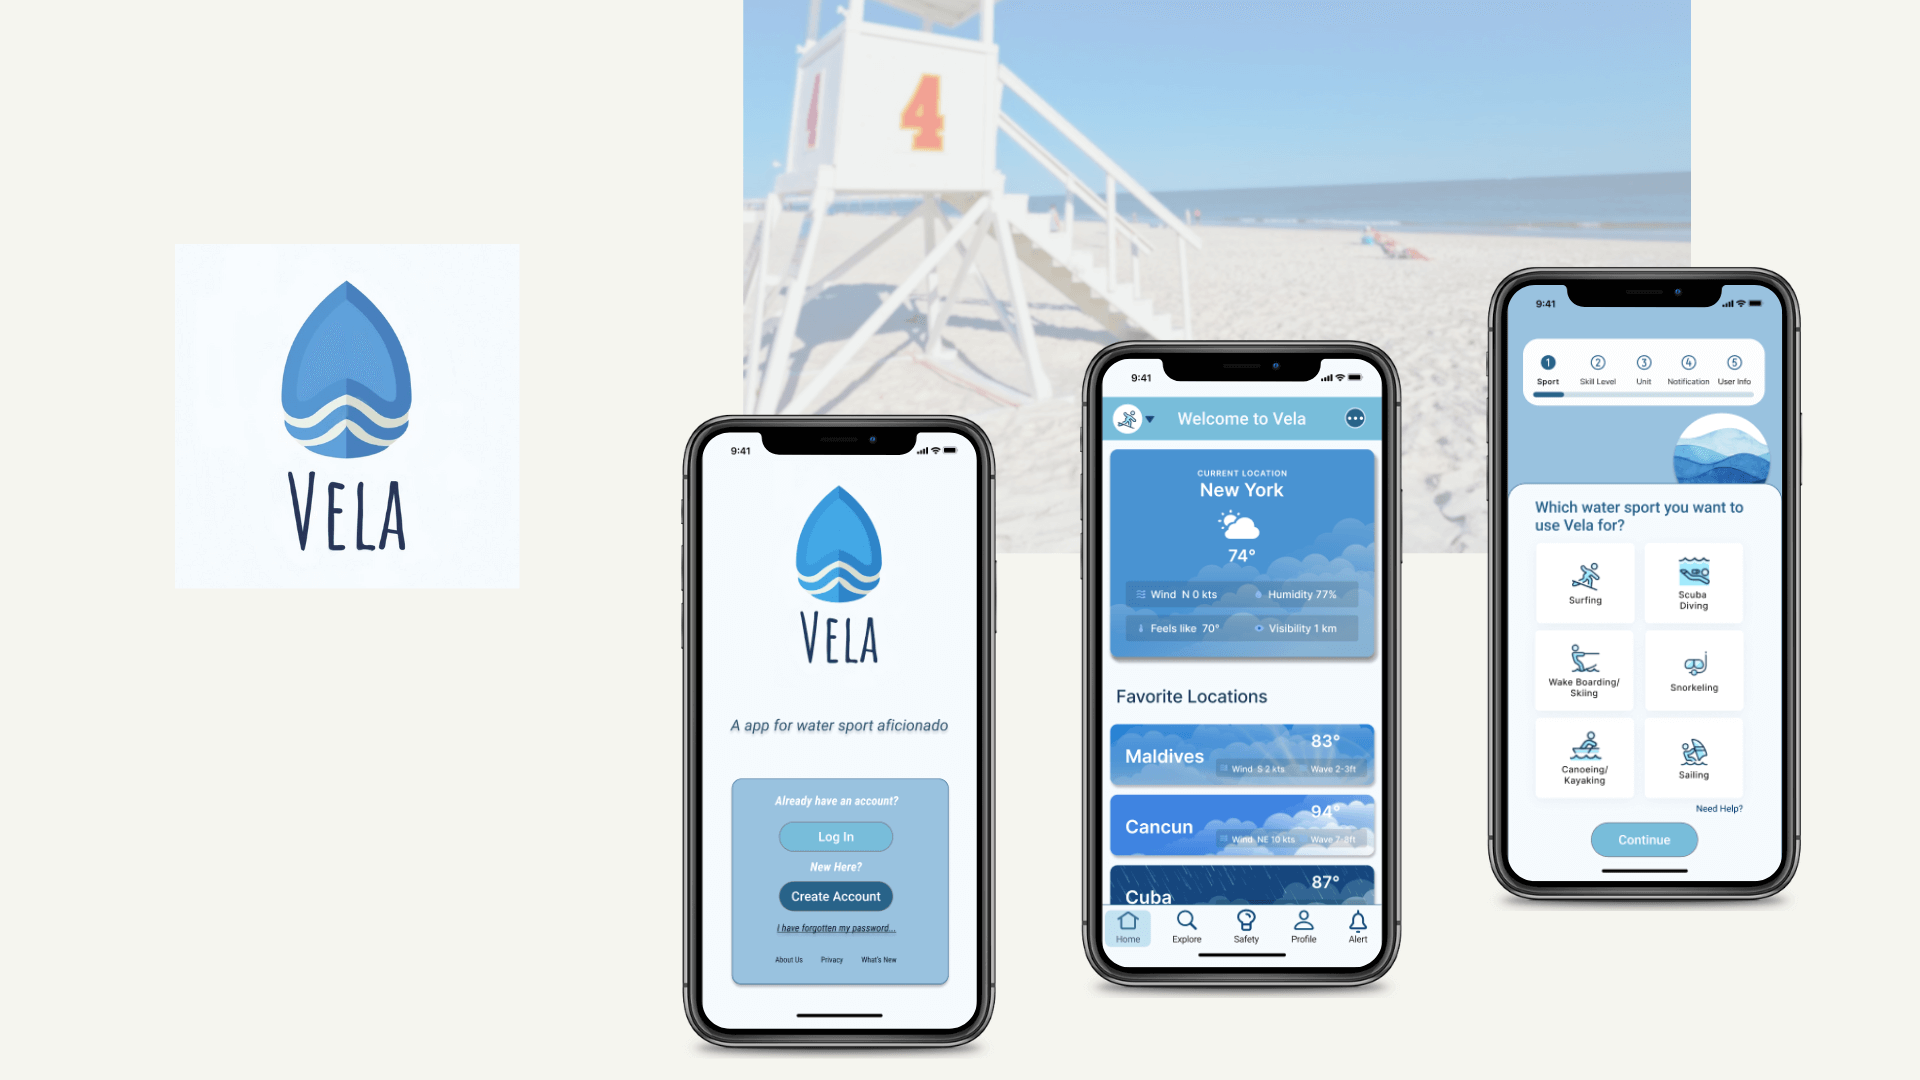 4
VELA
9:41
VELA
A app for water sport aficionado
Already have an account?
Log In
New Here?
Create Account
I have forgotten my password...
About Us Privacy What's New
9:41
Welcome to Vela
CURRENT LOCATION
New York
74°
Wind N 0 kts Humidity 77%
Feels like 70° Visibility 1 km
Favorite Locations
83°
Maldives
Wind S 2 kts Wave 2-3ft
94°
Cancun
Wind NE 10 kts Wave 7-8ft
87°
Cuba
Home Explore Safety Profile Alert
9:41
1 2 3 4 5
Sport Skill Level Unit Notification User Info
Which water sport you want to
use Vela for?
Surfing
Scuba
Diving
Wake Boarding/
Skiing
Snorkeling
Canoeing/
Kayaking
Sailing
Need Help?
Continue